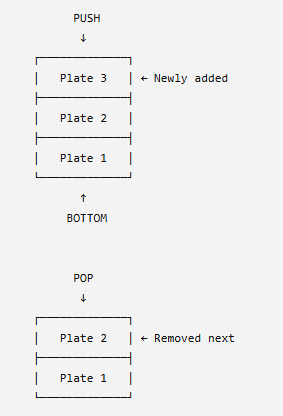 PUSH
↓
Plate 3 ← Newly added
Plate 2
Plate 1
↑
BOTTOM
POP
↓
Plate 2 ← Removed next
Plate 1